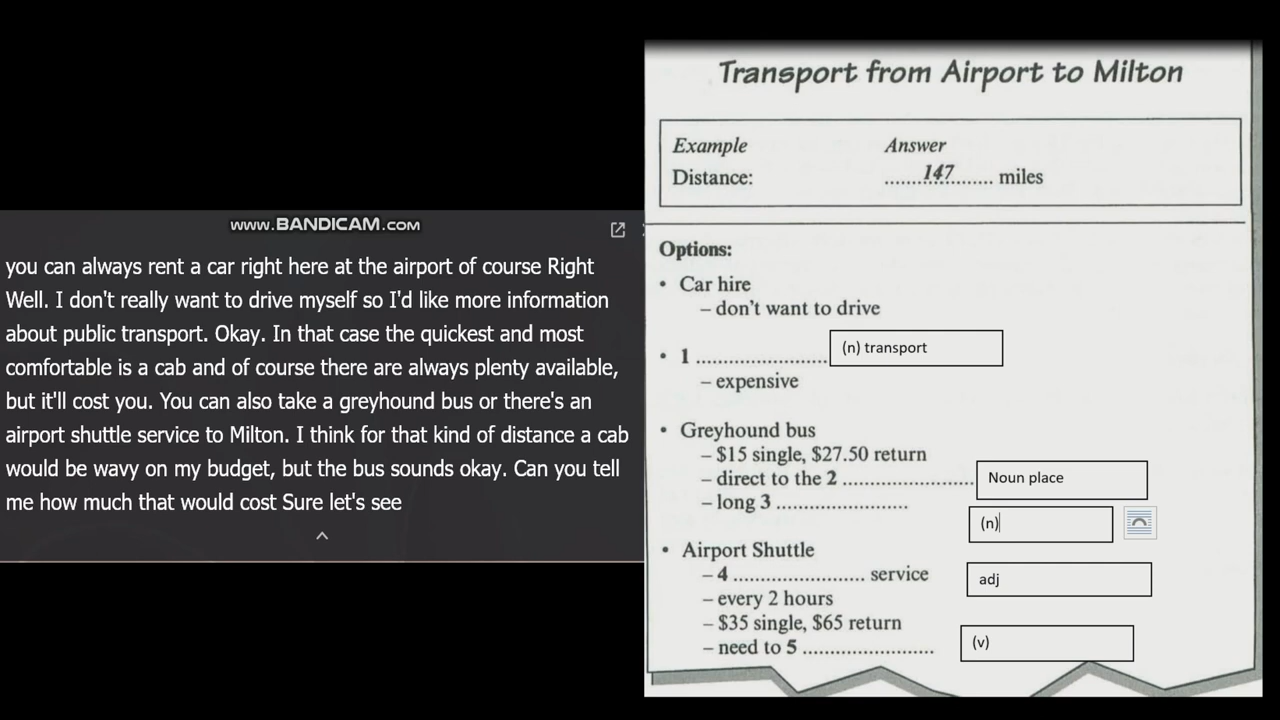 www.BANDICAM.com
you can always rent a car right here at the airport of course Right
Well. I don't really want to drive myself so I'd like more information
about public transport. Okay. In that case the quickest and most
comfortable is a cab and of course there are always plenty available,
but it'll cost you. You can also take a greyhound bus or there's an
airport shuttle service to Milton. I think for that kind of distance a cab
would be wavy on my budget, but the bus sounds okay. Can you tell
me how much that would cost Sure let's see
Transport from Airport to Milton
Example Answer
Distance: ........147........ miles
Options:
• Car hire
– don't want to drive
• 1 ....................... (n) transport
– expensive
• Greyhound bus
– $15 single, $27.50 return
– direct to the 2 ....................... Noun place
– long 3 .......................
(n)
• Airport Shuttle
– 4 ....................... service adj
– every 2 hours
– $35 single, $65 return
– need to 5 ....................... (v)